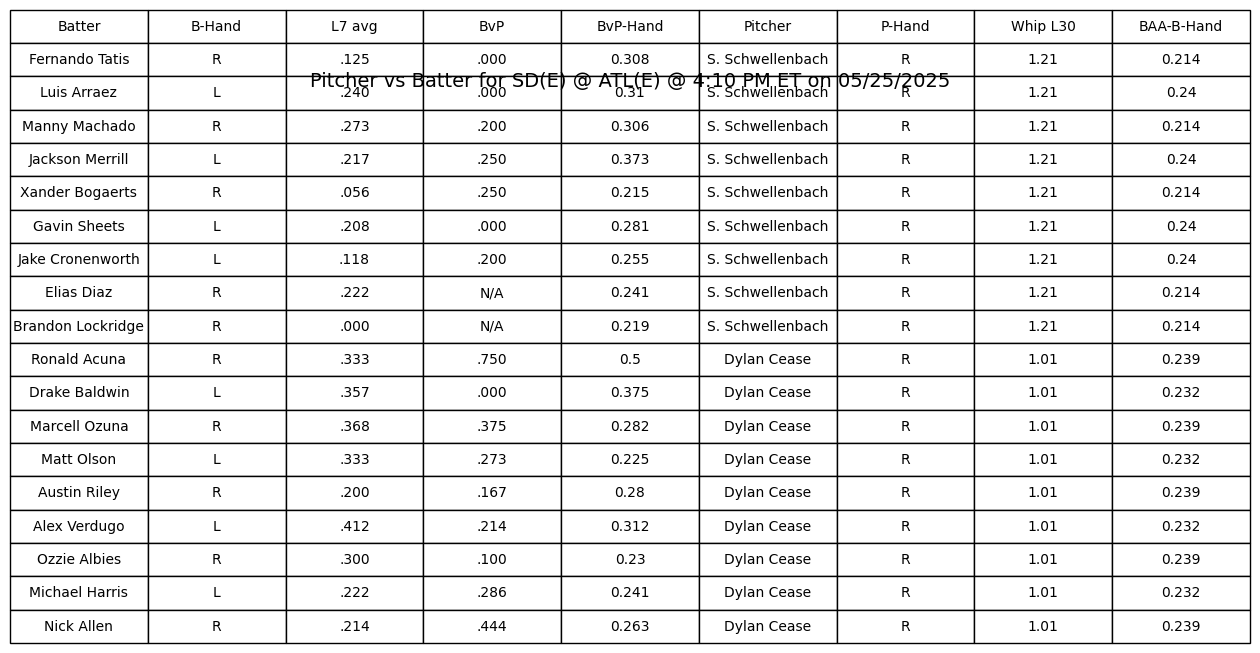 Batter B-Hand L7 avg BvP BvP-Hand Pitcher P-Hand Whip L30 BAA-B-Hand
Fernando Tatis R .125 .000 0.308 S. Schwellenbach R 1.21 0.214
Pitcher vs Batter for SD(E) @ ATL(E) @ 4:10 PM ET on 05/25/2025
Luis Arraez L .240 .000 0.31 S. Schwellenbach R 1.21 0.24
Manny Machado R .273 .200 0.306 S. Schwellenbach R 1.21 0.214
Jackson Merrill L .217 .250 0.373 S. Schwellenbach R 1.21 0.24
Xander Bogaerts R .056 .250 0.215 S. Schwellenbach R 1.21 0.214
Gavin Sheets L .208 .000 0.281 S. Schwellenbach R 1.21 0.24
Jake Cronenworth L .118 .200 0.255 S. Schwellenbach R 1.21 0.24
Elias Diaz R .222 N/A 0.241 S. Schwellenbach R 1.21 0.214
Brandon Lockridge R .000 N/A 0.219 S. Schwellenbach R 1.21 0.214
Ronald Acuna R .333 .750 0.5 Dylan Cease R 1.01 0.239
Drake Baldwin L .357 .000 0.375 Dylan Cease R 1.01 0.232
Marcell Ozuna R .368 .375 0.282 Dylan Cease R 1.01 0.239
Matt Olson L .333 .273 0.225 Dylan Cease R 1.01 0.232
Austin Riley R .200 .167 0.28 Dylan Cease R 1.01 0.239
Alex Verdugo L .412 .214 0.312 Dylan Cease R 1.01 0.232
Ozzie Albies R .300 .100 0.23 Dylan Cease R 1.01 0.239
Michael Harris L .222 .286 0.241 Dylan Cease R 1.01 0.232
Nick Allen R .214 .444 0.263 Dylan Cease R 1.01 0.239